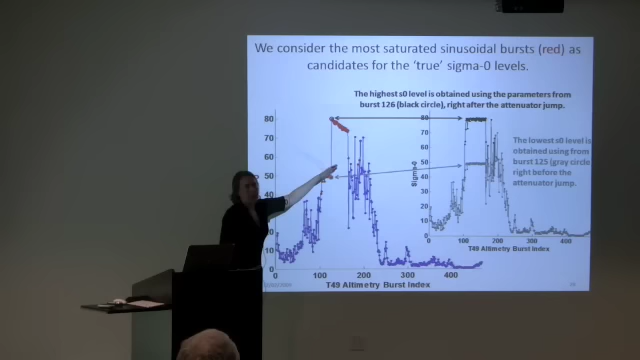 We consider the most saturated sinusoidal bursts (red) as
candidates for the 'true' sigma-0 levels.
The highest s0 level is obtained using the parameters from
burst 126 (black circle), right after the attenuator jump.
80
70
60
50
40
30
0
100
200
300
400
T49 Altimetry Burst Index
80
70
60
50
40
30
20
10
0
Sigma-0
0
100
200
300
400
T49 Altimetry Burst Index
The lowest s0 level is
obtained using from
burst 125 (gray circle
right before the
attenuator jump.